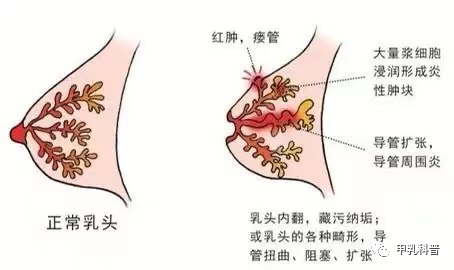 红肿，瘘管
大量浆细胞
浸润形成炎
性肿块
导管扩张，
导管周围炎
正常乳头
乳头内翻，藏污纳垢；
或乳头的各种畸形，导
管扭曲、阻塞、扩张
甲乳科普